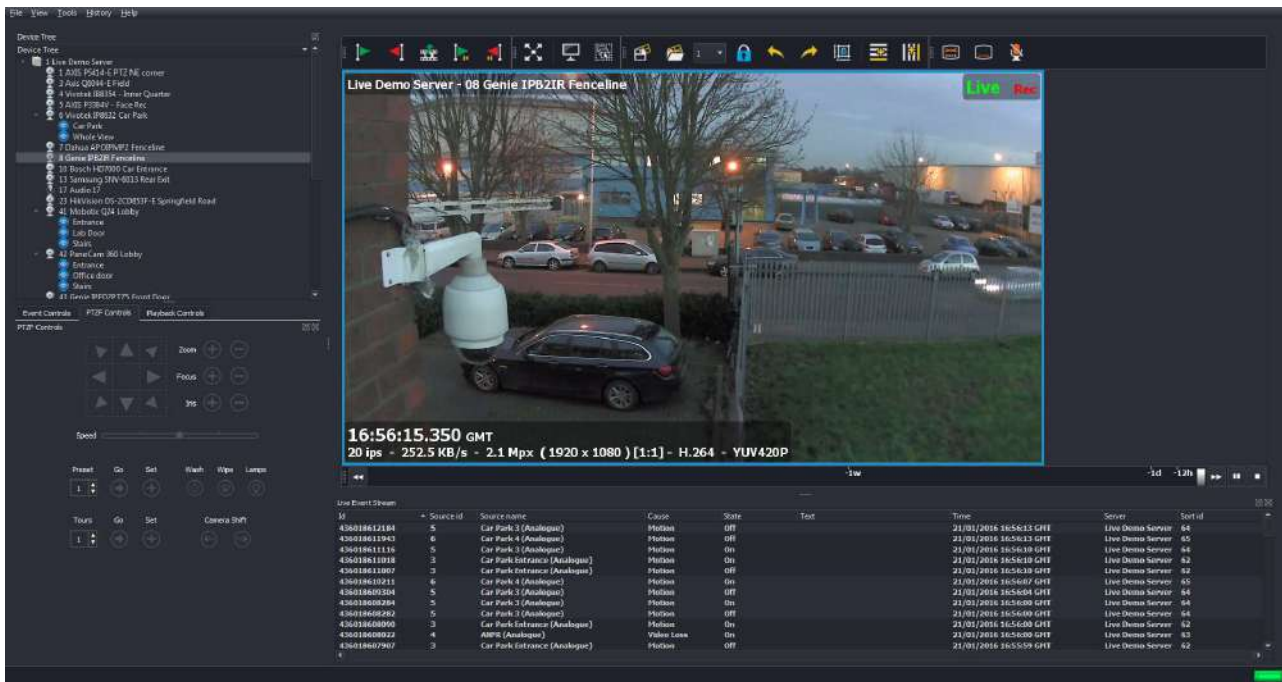 File View Tools History Help
Device Tree
Device Tree
1 Live Demo Server
1 AXIS P5414-E PTZ NE corner
3 Axis Q6044-E Field
4 Vivotek IB8354 - Inner Quarter
5 AXIS P3384V - Face Rec
6 Vivotek IP8632 Car Park
Car Park
Whole View
7 Dahua Fenceline
8 Genie IPB2IR Fenceline
10 Bosch HD7000 Car Entrance
13 Samsung SNV-6013 Rear Exit
17 Audio 17
23 HikVision DS-2CD853F-E Springfield Road
41 Mobotix Q24 Lobby
Entrance
Lab Door
Stairs
42 PanaCam 360 Lobby
Entrance
Office door
Stairs
Front Door
Event Controls PTZF Controls Playback Controls
PTZF Controls
Zoom
Focus
Iris
Speed
Preset Go Set Wash Wipe Lamps
1
Tours Go Set Camera Shift
1
1
Live Demo Server - 08 Genie IPB2IR Fenceline
Live Rec
16:56:15.350 GMT
20 ips - 252.5 KB/s - 2.1 Mpx ( 1920 x 1080 ) [1:1] - H.264 - YUV420P
-1w -1d -12h
Live Event Stream
Id Source id Source name Cause State Text Time Server Sort id
436018612184 5 Car Park 3 (Analogue) Motion Off 21/01/2016 16:56:13 GMT Live Demo Server 64
436018611943 6 Car Park 4 (Analogue) Motion Off 21/01/2016 16:56:13 GMT Live Demo Server 65
436018611116 5 Car Park 3 (Analogue) Motion On 21/01/2016 16:56:10 GMT Live Demo Server 64
436018611018 3 Car Park Entrance (Analogue) Motion On 21/01/2016 16:56:10 GMT Live Demo Server 62
436018611007 3 Car Park Entrance (Analogue) Motion Off 21/01/2016 16:56:10 GMT Live Demo Server 62
436018610211 6 Car Park 4 (Analogue) Motion On 21/01/2016 16:56:07 GMT Live Demo Server 65
436018609304 5 Car Park 3 (Analogue) Motion Off 21/01/2016 16:56:04 GMT Live Demo Server 64
436018608284 5 Car Park 3 (Analogue) Motion On 21/01/2016 16:56:00 GMT Live Demo Server 64
436018608282 5 Car Park 3 (Analogue) Motion Off 21/01/2016 16:56:00 GMT Live Demo Server 64
436018608090 3 Car Park Entrance (Analogue) Motion On 21/01/2016 16:56:00 GMT Live Demo Server 62
436018608022 4 ANPR (Analogue) Video Loss On 21/01/2016 16:56:00 GMT Live Demo Server 63
436018607907 3 Car Park Entrance (Analogue) Motion Off 21/01/2016 16:55:59 GMT Live Demo Server 62